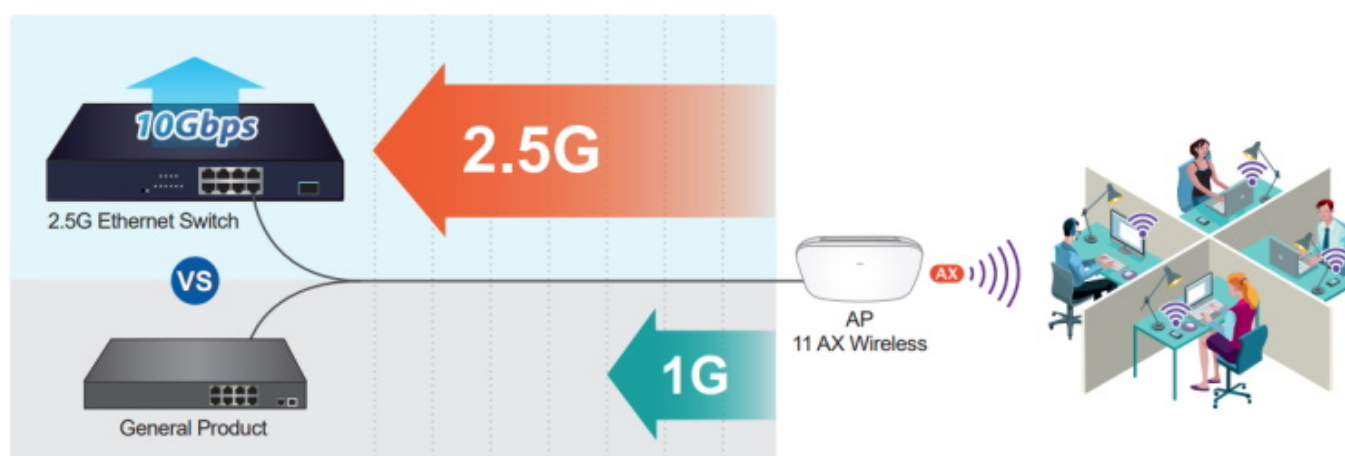 10Gbps
2.5G
2.5G Ethernet Switch
VS
AX
AP
11 AX Wireless
1G
General Product